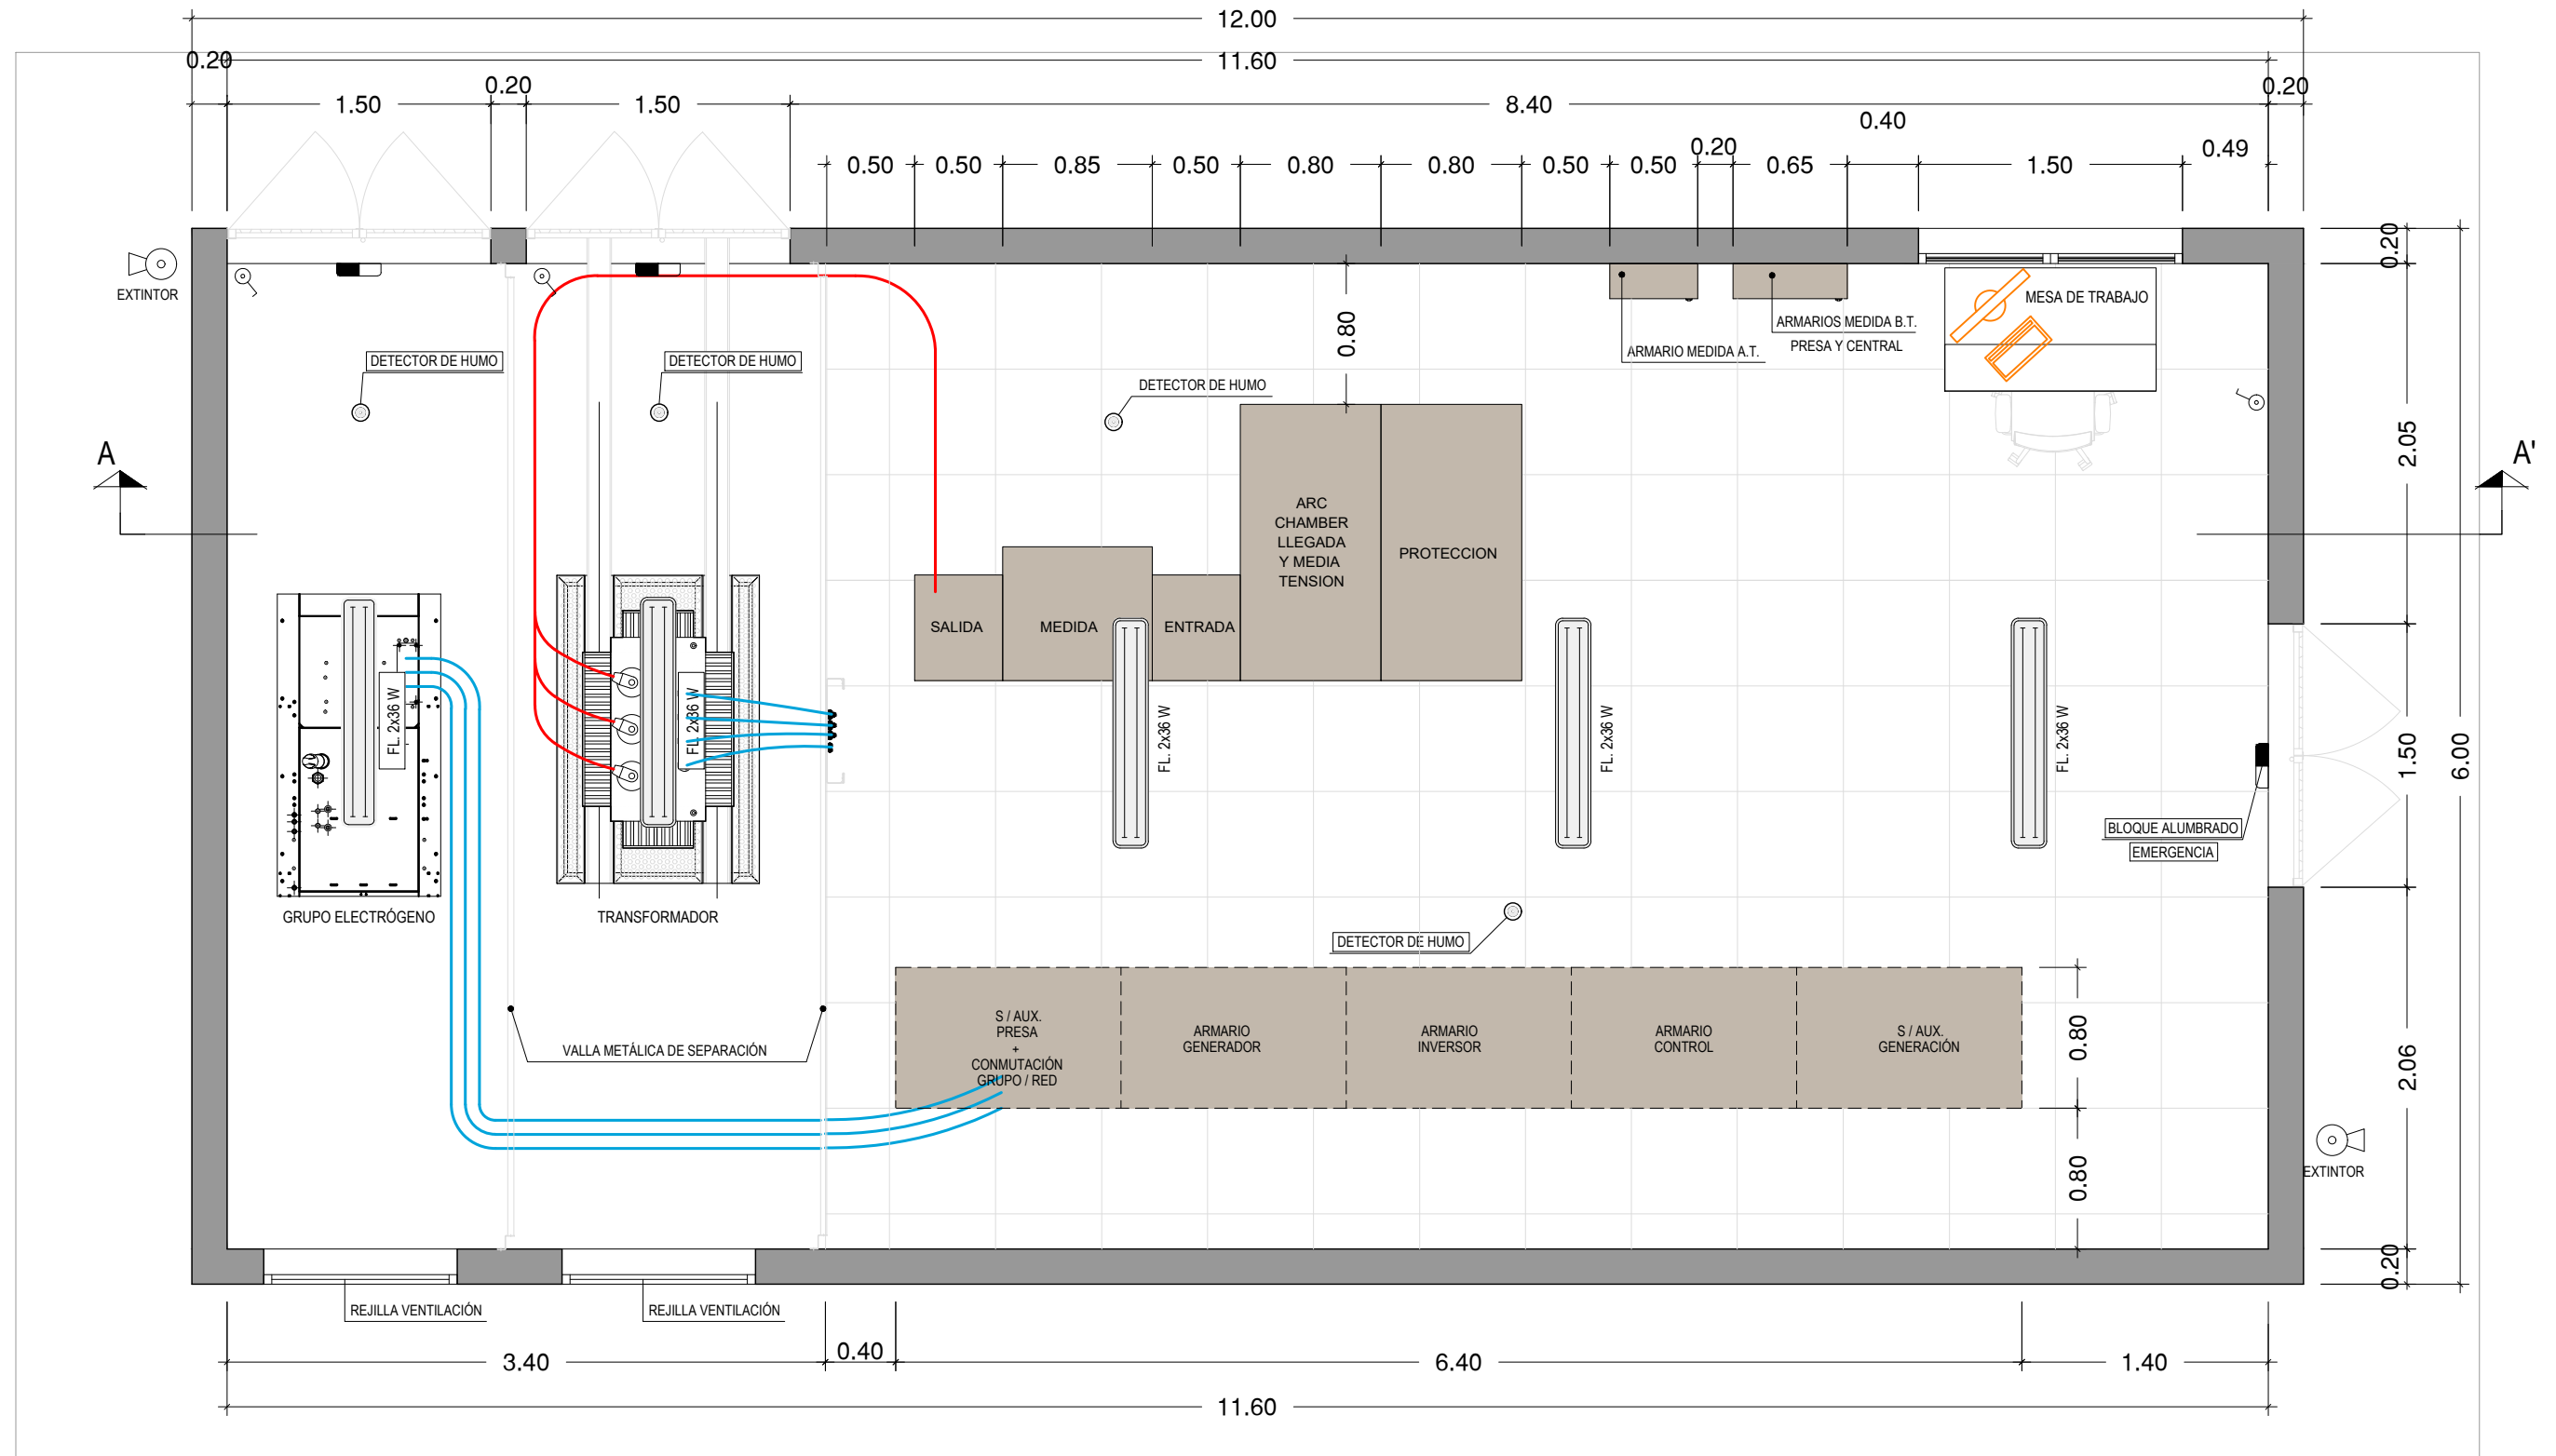 12.00
11.60
0.20
0.20
0.20
1.50
1.50
8.40
0.40
0.50
0.50
0.85
0.50
0.80
0.80
0.50
0.50
0.20
0.65
1.50
0.49
EXTINTOR
DETECTOR DE HUMO
DETECTOR DE HUMO
DETECTOR DE HUMO
0.80
ARMARIO MEDIDA A.T.
ARMARIOS MEDIDA B.T.
PRESA Y CENTRAL
MESA DE TRABAJO
0.20
2.05
A
A'
ARC
CHAMBER
LLEGADA
Y MEDIA
TENSION
PROTECCION
SALIDA
MEDIDA
ENTRADA
FL. 2x36 W
FL. 2x36 W
FL. 2x36 W
FL. 2x36 W
FL. 2x36 W
1.50
6.00
BLOQUE ALUMBRADO
EMERGENCIA
GRUPO ELECTRÓGENO
TRANSFORMADOR
DETECTOR DE HUMO
VALLA METÁLICA DE SEPARACIÓN
S / AUX.
PRESA
+
CONMUTACIÓN
GRUPO / RED
ARMARIO
GENERADOR
ARMARIO
INVERSOR
ARMARIO
CONTROL
S / AUX.
GENERACIÓN
0.80
0.80
2.06
EXTINTOR
0.20
REJILLA VENTILACIÓN
REJILLA VENTILACIÓN
3.40
0.40
6.40
1.40
11.60